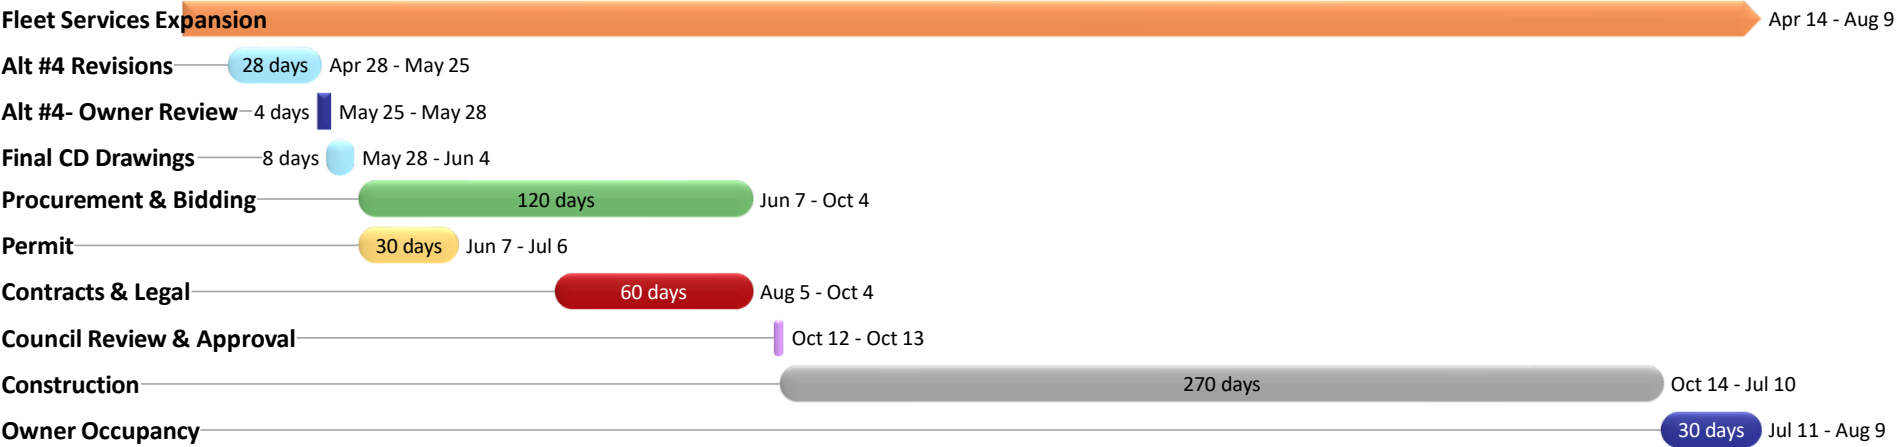 Fleet Services Expansion Apr 14 - Aug 9
Alt #4 Revisions 28 days Apr 28 - May 25
Alt #4- Owner Review 4 days May 25 - May 28
Final CD Drawings 8 days May 28 - Jun 4
Procurement & Bidding 120 days Jun 7 - Oct 4
Permit 30 days Jun 7 - Jul 6
Contracts & Legal 60 days Aug 5 - Oct 4
Council Review & Approval Oct 12 - Oct 13
Construction 270 days Oct 14 - Jul 10
Owner Occupancy 30 days Jul 11 - Aug 9